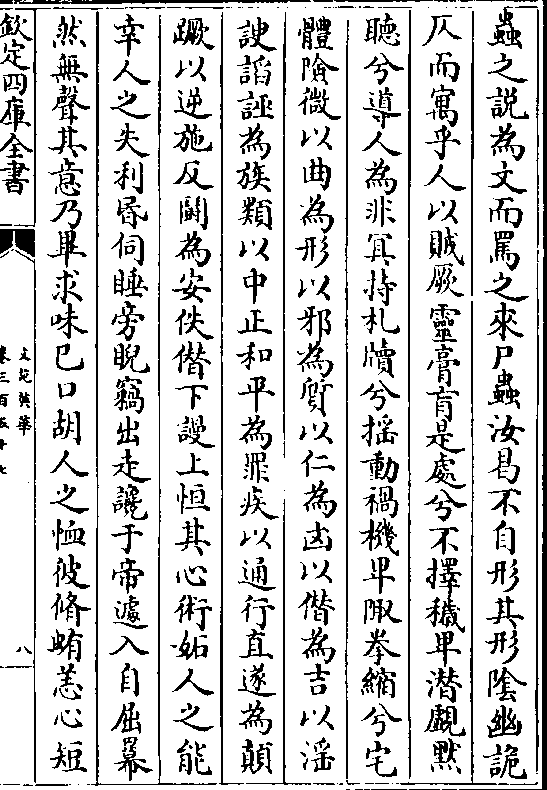 蟲之説為文而罵之來尸蟲汝曷不自形其形陰幽詭
仄而寓乎人以賊厥靈膏肓是處兮不擇穢卑潛覷黙
聽兮導人為非冥持札牘兮揺動禍機卑陬拳縮兮宅
體險微以曲為形以邪為質以仁為凶以僭為吉以滛
諛謟誣為族類以中正和平為罪疾以通行直遂為顛
蹶以逆施反鬭為安佚僣下謾上恒其心術妬人之能
幸人之失利昏伺睡旁睨竊出走讒于帝遽入自屈羃
然無聲其意乃畢求味已口胡人之恤彼脩蛕恙心短
欽定四庫全書
文苑英華
卷三百五十七
八